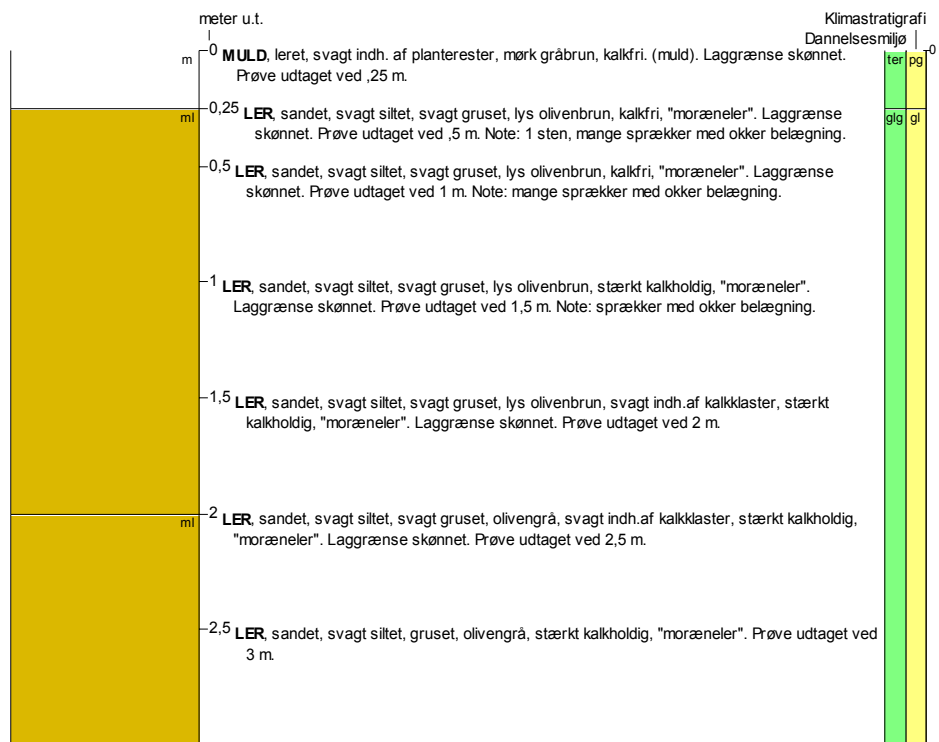 meter u.t.
Klimastratigrafi
Dannelsesmiljø
0 MULD, leret, svagt indh. af planterester, mørk gråbrun, kalkfri. (muld). Laggrænse skønnet.
Prøve udtaget ved ,25 m.
m
ter pg
0
0,25 LER, sandet, svagt siltet, svagt gruset, lys olivenbrun, kalkfri, "moræneler". Laggrænse
skønnet. Prøve udtaget ved ,5 m. Note: 1 sten, mange sprækker med okker belægning.
ml
glg gl
0,5 LER, sandet, svagt siltet, svagt gruset, lys olivenbrun, kalkfri, "moræneler". Laggrænse
skønnet. Prøve udtaget ved 1 m. Note: mange sprækker med okker belægning.
1 LER, sandet, svagt siltet, svagt gruset, lys olivenbrun, stærkt kalkholdig, "moræneler".
Laggrænse skønnet. Prøve udtaget ved 1,5 m. Note: sprækker med okker belægning.
1,5 LER, sandet, svagt siltet, svagt gruset, lys olivenbrun, svagt indh.af kalkklaster, stærkt
kalkholdig, "moræneler". Laggrænse skønnet. Prøve udtaget ved 2 m.
2 LER, sandet, svagt siltet, svagt gruset, olivengrå, svagt indh.af kalkklaster, stærkt kalkholdig,
"moræneler". Laggrænse skønnet. Prøve udtaget ved 2,5 m.
ml
2,5 LER, sandet, svagt siltet, gruset, olivengrå, stærkt kalkholdig, "moræneler". Prøve udtaget ved
3 m.